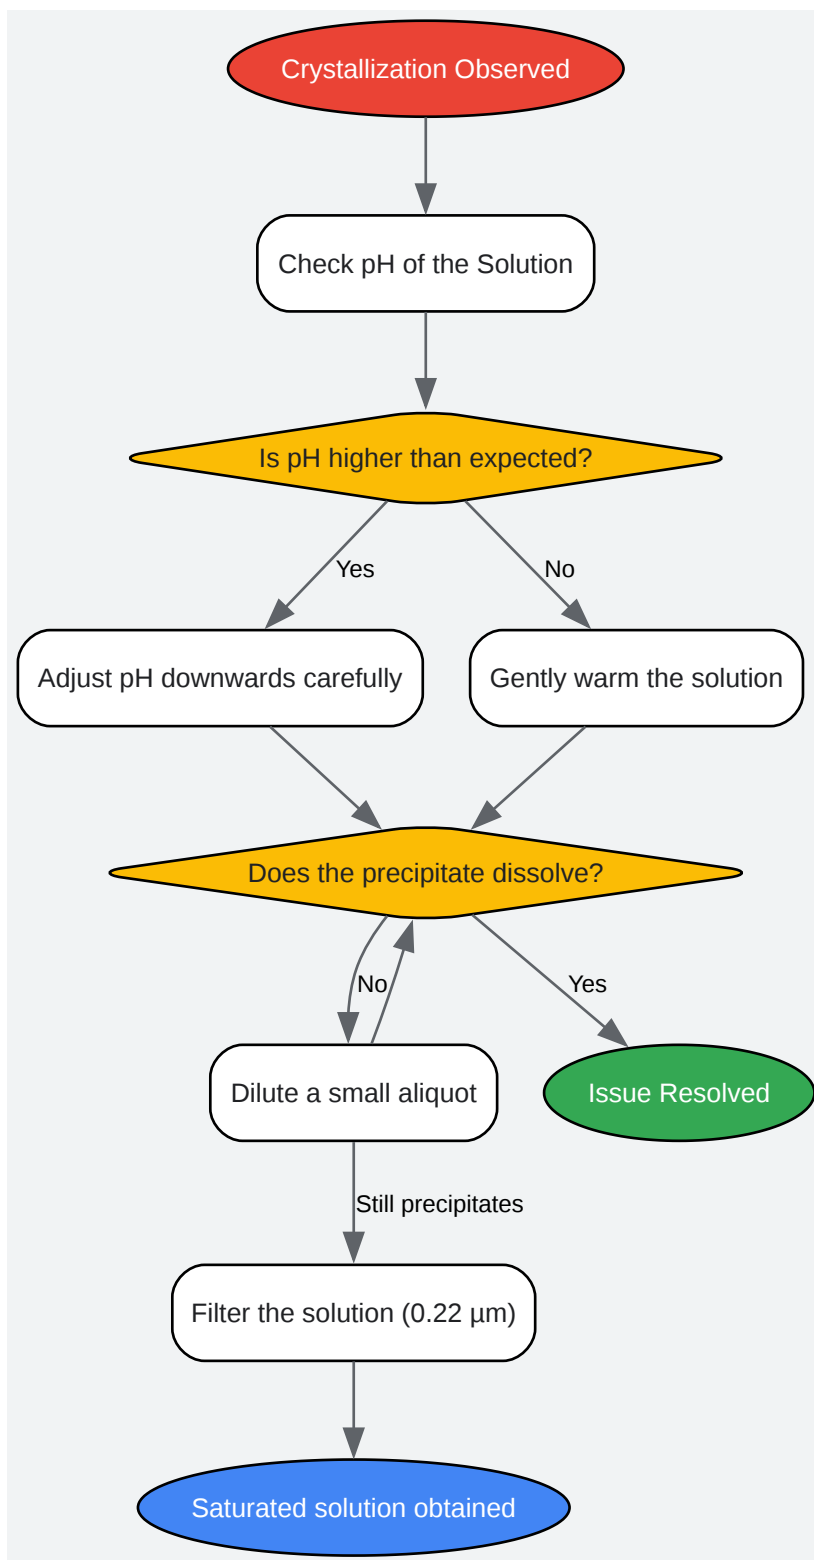 Crystallization Observed
Check pH of the Solution
Is pH higher than expected?
Yes
No
Adjust pH downwards carefully
Gently warm the solution
Does the precipitate dissolve?
No
Yes
Dilute a small aliquot
Issue Resolved
Still precipitates
Filter the solution (0.22 µm)
Saturated solution obtained